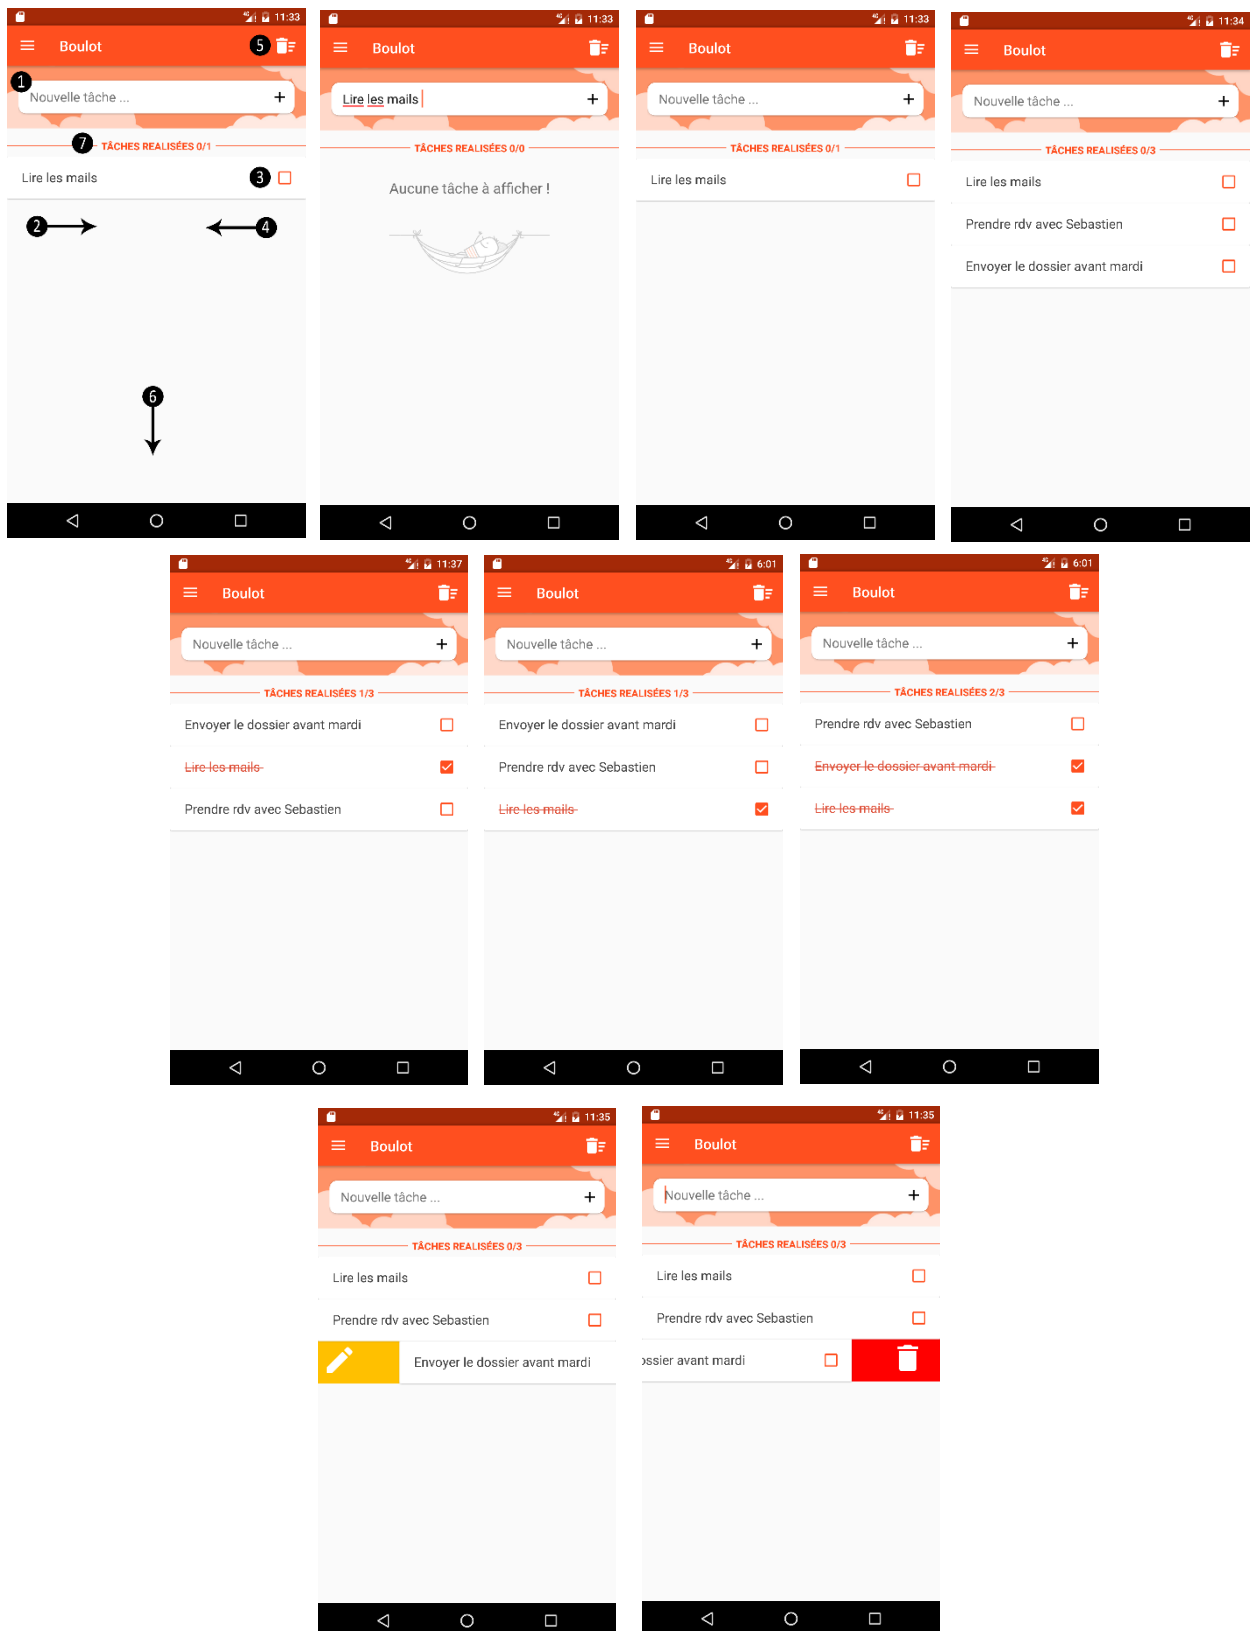 11:33
Boulot
5
1
Nouvelle tâche ...
+
7 TÂCHES REALISÉES 0/1
Lire les mails
3
2
4
6
11:33
Boulot
Lire les mails
+
TÂCHES REALISÉES 0/0
Aucune tâche à afficher !
11:33
Boulot
Nouvelle tâche ...
+
TÂCHES REALISÉES 0/1
Lire les mails
11:34
Boulot
Nouvelle tâche ...
+
TÂCHES REALISÉES 0/3
Lire les mails
Prendre rdv avec Sebastien
Envoyer le dossier avant mardi
11:37
Boulot
Nouvelle tâche ...
+
TÂCHES REALISÉES 1/3
Envoyer le dossier avant mardi
Lire les mails
Prendre rdv avec Sebastien
6:01
Boulot
Nouvelle tâche ...
+
TÂCHES REALISÉES 1/3
Envoyer le dossier avant mardi
Prendre rdv avec Sebastien
Lire les mails
6:01
Boulot
Nouvelle tâche ...
+
TÂCHES REALISÉES 2/3
Prendre rdv avec Sebastien
Envoyer le dossier avant mardi
Lire les mails
11:35
Boulot
Nouvelle tâche ...
+
TÂCHES REALISÉES 0/3
Lire les mails
Prendre rdv avec Sebastien
Envoyer le dossier avant mardi
11:35
Boulot
Nouvelle tâche ...
+
TÂCHES REALISÉES 0/3
Lire les mails
Prendre rdv avec Sebastien
ossier avant mardi